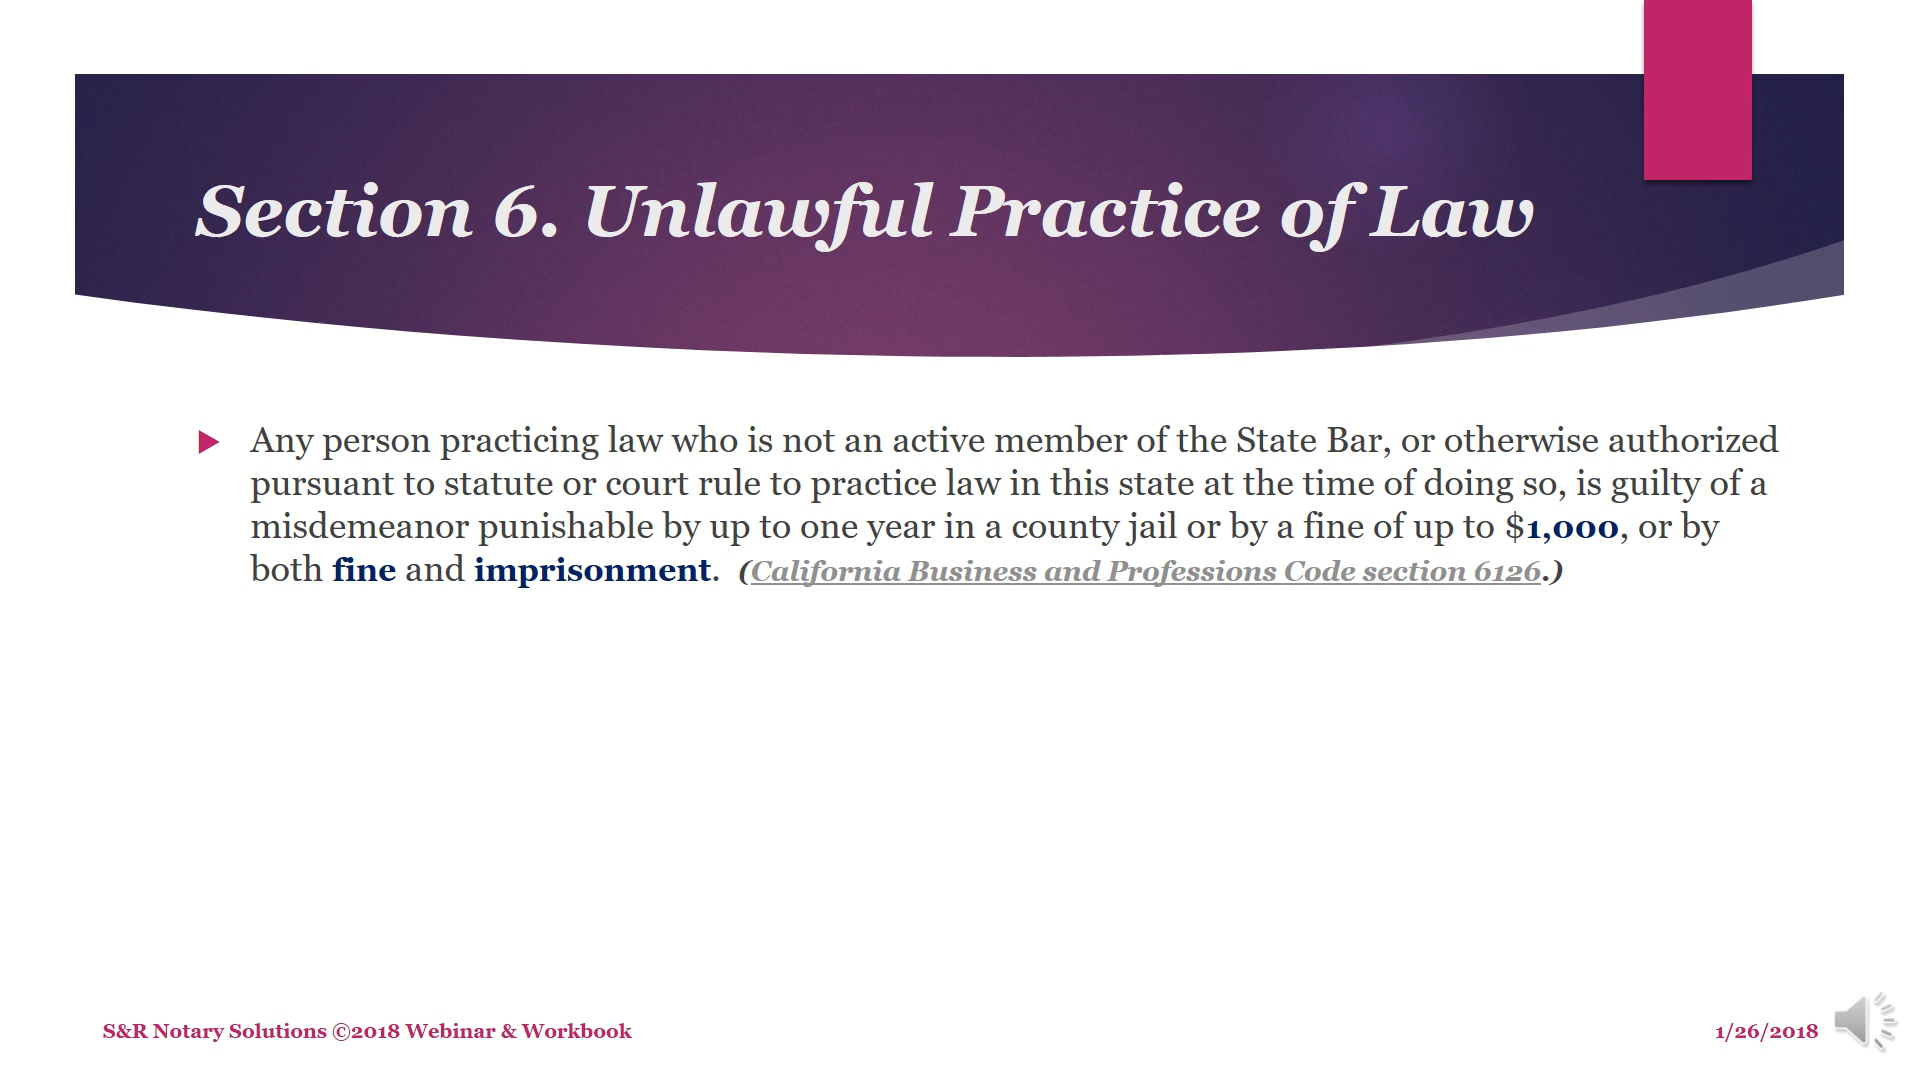 Section 6. Unlawful Practice of Law
Any person practicing law who is not an active member of the State Bar, or otherwise authorized
pursuant to statute or court rule to practice law in this state at the time of doing so, is guilty of a
misdemeanor punishable by up to one year in a county jail or by a fine of up to $1,000, or by
both fine and imprisonment. (California Business and Professions Code section 6126.)
S&R Notary Solutions ©2018 Webinar & Workbook
1/26/2018